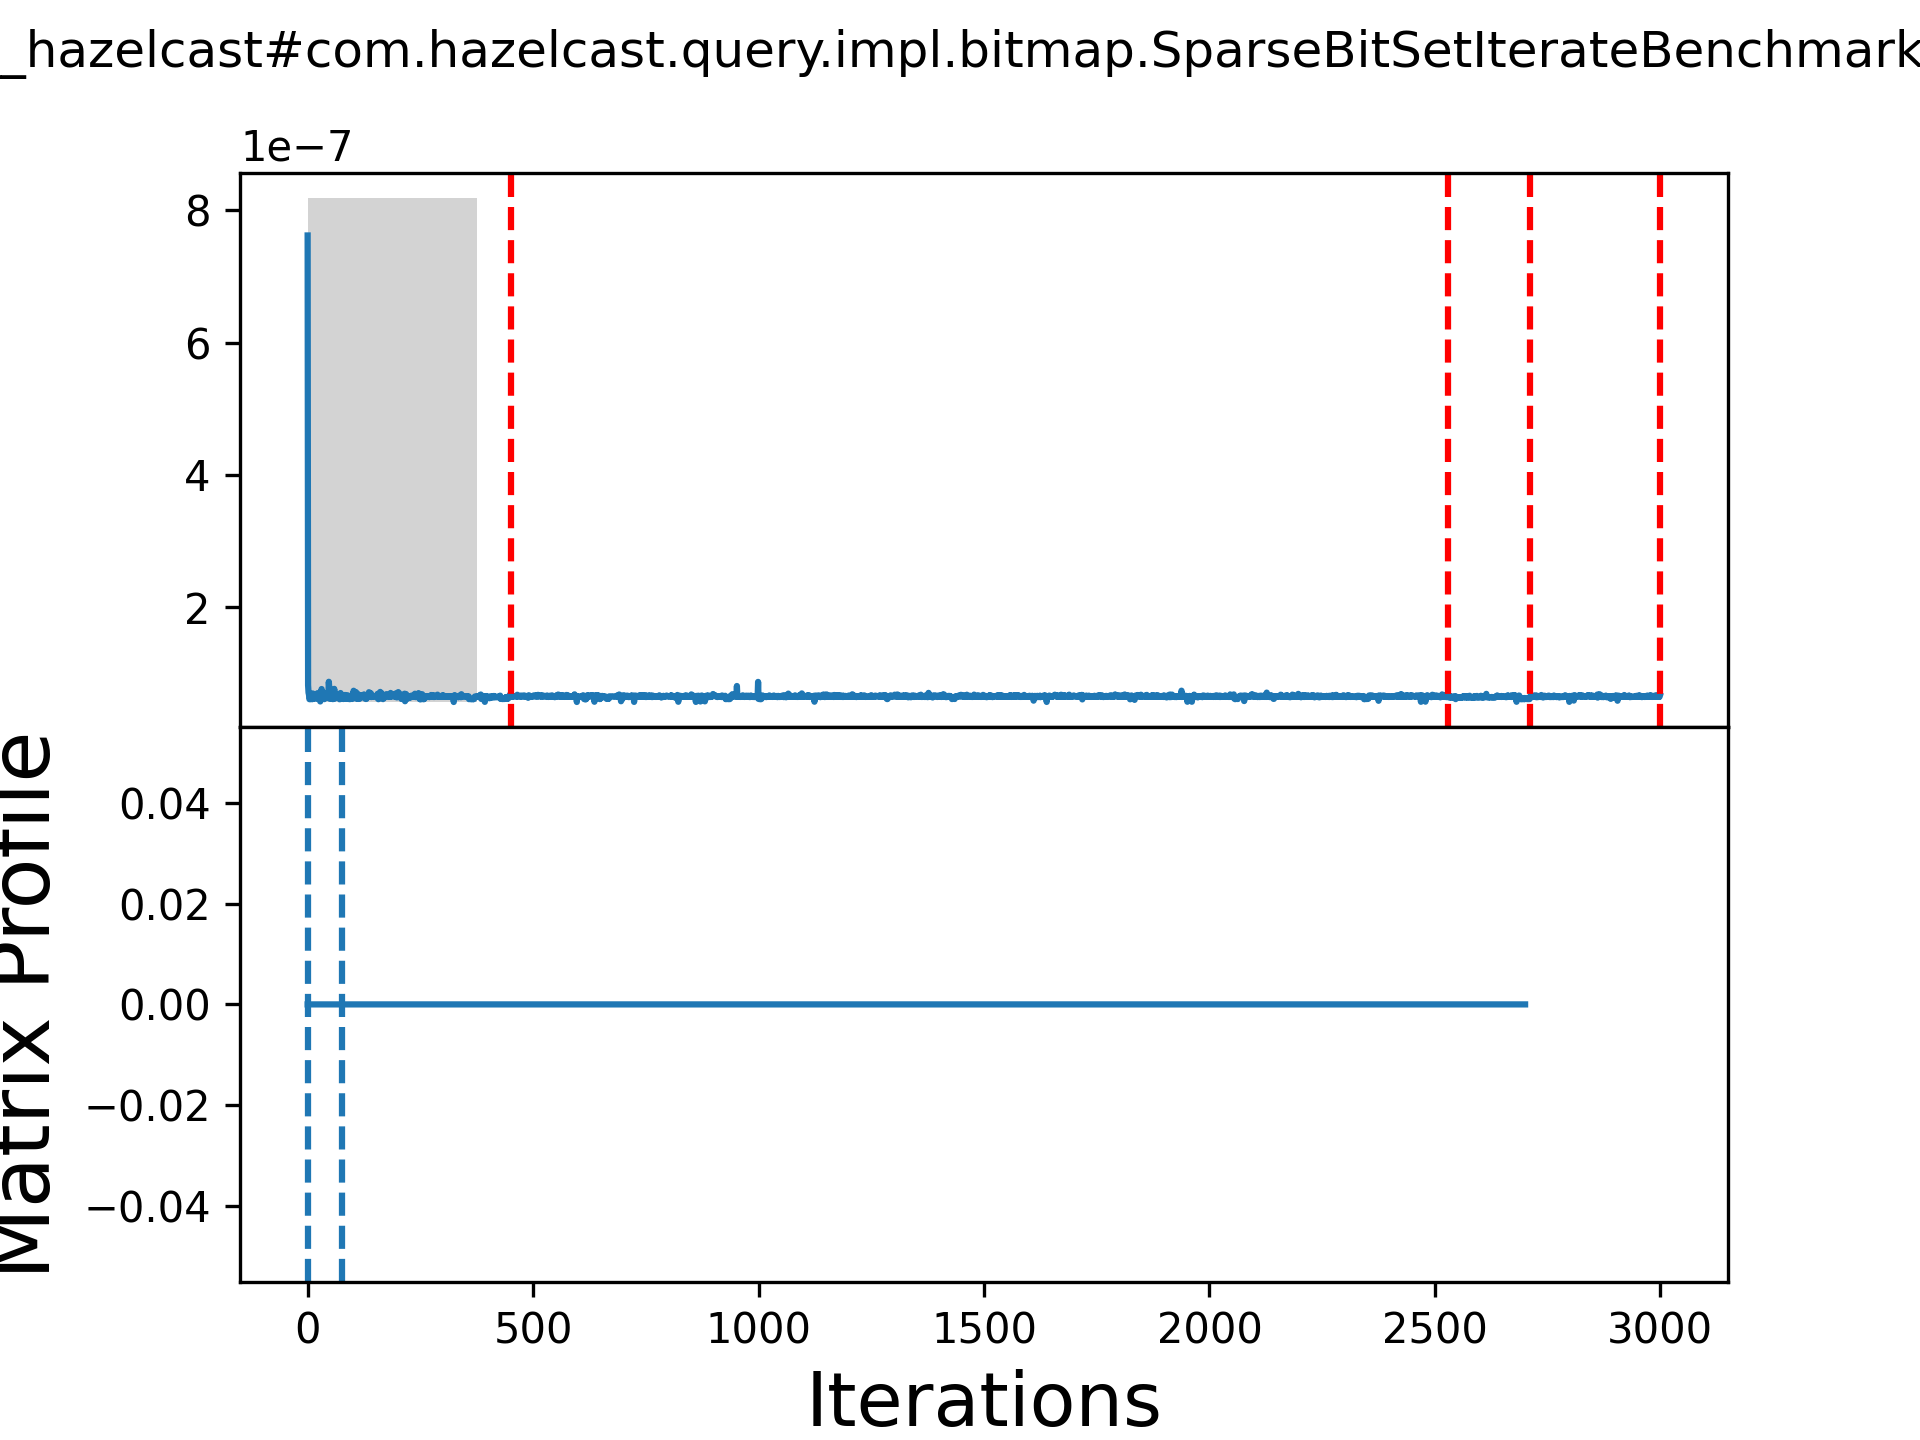 _hazelcast#com.hazelcast.query.impl.bitmap.SparseBitSetIterateBenchmark
1e−7
8
6
4
2
Matrix Profile
0.04
0.02
0.00
−0.02
−0.04
0 500 1000 1500 2000 2500 3000
Iterations